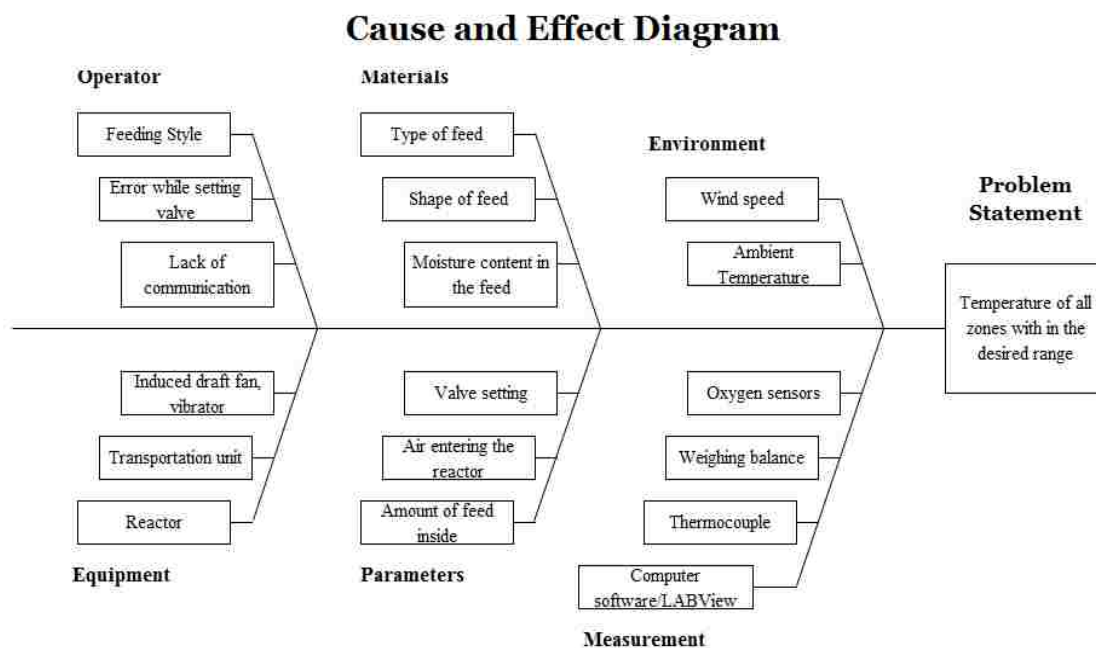 Cause and Effect Diagram
Operator
Feeding Style
Error while setting
valve
Lack of
communication
Materials
Type of feed
Shape of feed
Moisture content in
the feed
Environment
Wind speed
Ambient
Temperature
Problem
Statement
Temperature of all
zones with in the
desired range
Induced draft fan,
vibrator
Transportation unit
Reactor
Equipment
Valve setting
Air entering the
reactor
Amount of feed
inside
Parameters
Oxygen sensors
Weighing balance
Thermocouple
Computer
software/LABView
Measurement